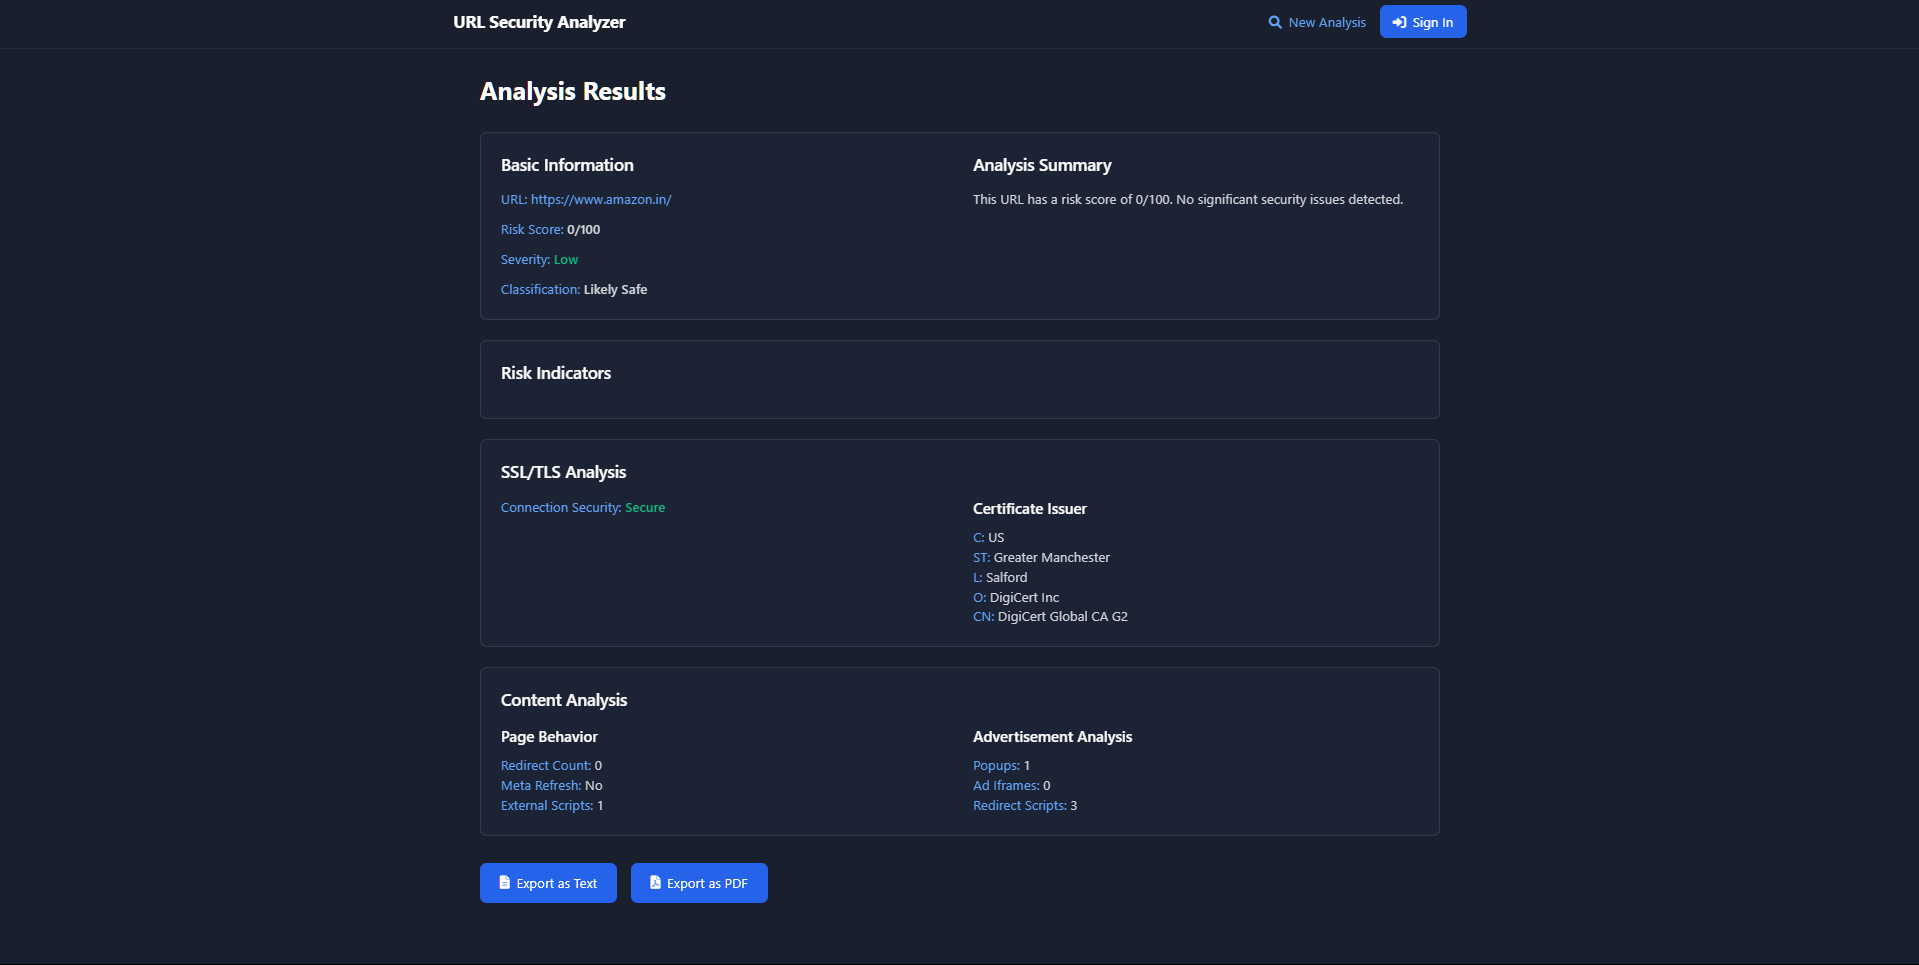 URL Security Analyzer
New Analysis
Sign In
Analysis Results
Basic Information
URL: https://www.amazon.in/
Risk Score: 0/100
Severity: Low
Classification: Likely Safe
Analysis Summary
This URL has a risk score of 0/100. No significant security issues detected.
Risk Indicators
SSL/TLS Analysis
Connection Security: Secure
Certificate Issuer
C: US
ST: Greater Manchester
L: Salford
O: DigiCert Inc
CN: DigiCert Global CA G2
Content Analysis
Page Behavior
Redirect Count: 0
Meta Refresh: No
External Scripts: 1
Advertisement Analysis
Popups: 1
Ad Iframes: 0
Redirect Scripts: 3
Export as Text
Export as PDF